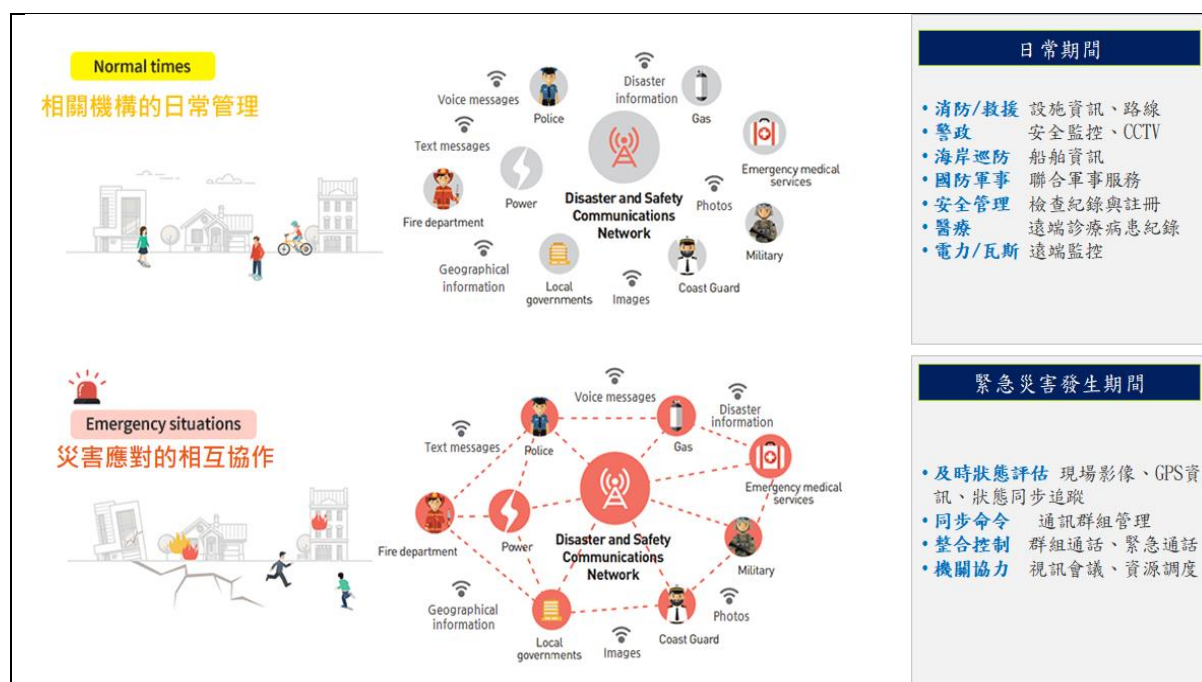 Normal times
相關機構的日常管理
Voice messages
Police
Disaster
information
Gas
Text messages
Emergency medical
services
Fire department
Power
Disaster and Safety
Communications
Network
Photos
Military
Geographical
information
Local
governments
Images
Coast Guard
日常期間
• 消防/救援 設施資訊、路線
• 警政 安全監控、CCTV
• 海岸巡防 船舶資訊
• 國防軍事 聯合軍事服務
• 安全管理 檢查紀錄與註冊
• 醫療 遠端診療病患紀錄
• 電力/瓦斯 遠端監控
Emergency situations
災害應對的相互協作
Voice messages
Disaster
information
Text messages
Police
Gas
Emergency medical
services
Fire department
Power
Disaster and Safety
Communications
Network
Military
Geographical
information
Photos
Local
governments
Images
Coast Guard
緊急災害發生期間
• 及時狀態評估 現場影像、GPS資
訊、狀態同步追蹤
• 同步命令 通訊群組管理
• 整合控制 群組通話、緊急通話
• 機關協力 視訊會議、資源調度